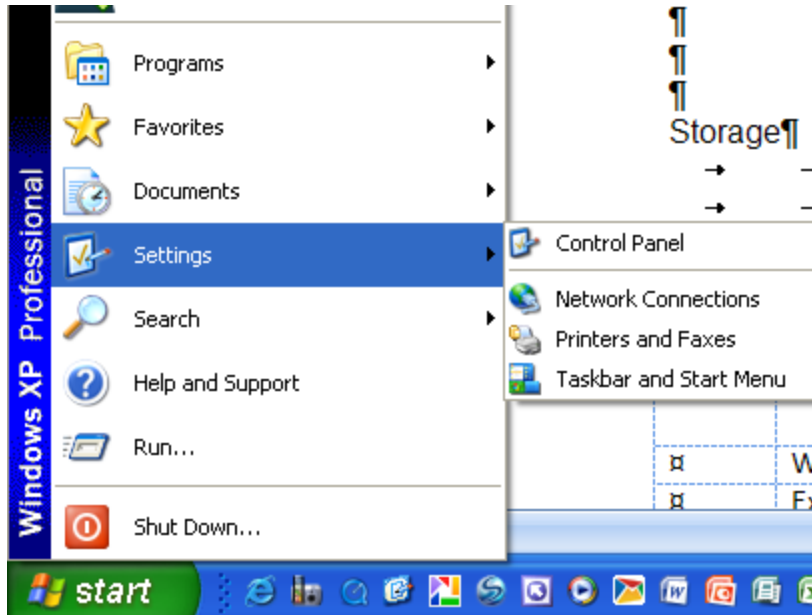 Programs
Favorites
Documents
Settings
Search
Help and Support
Run...
Shut Down...
Windows XP Professional
Control Panel
Network Connections
Printers and Faxes
Taskbar and Start Menu
¶
¶
¶
Storage¶
→ →
→ →
¤ W
¤ Ex
start